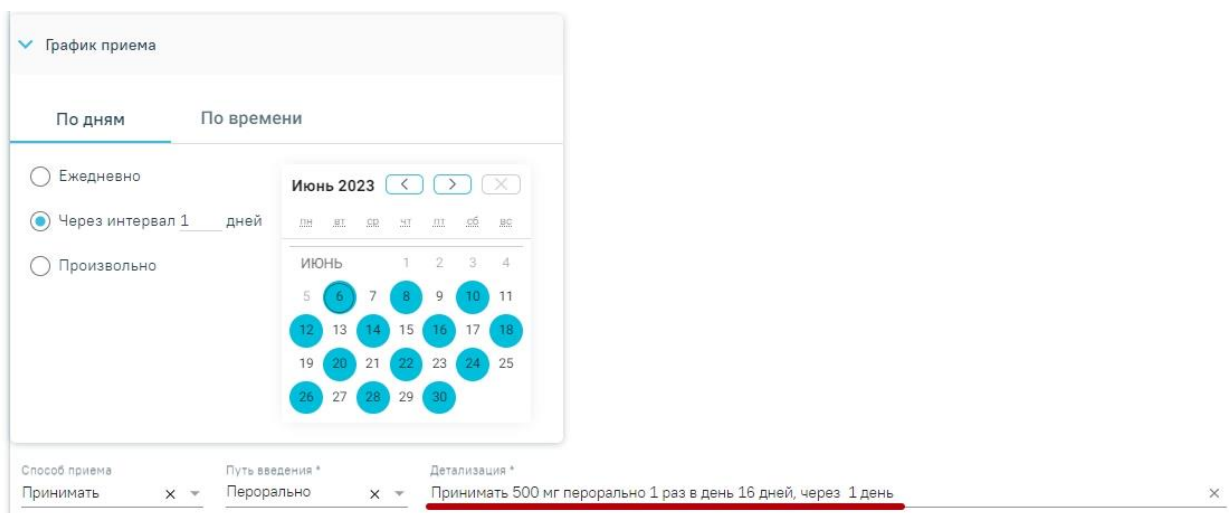 График приема
По дням По времени
Ежедневно
Через интервал 1 дней
Произвольно
Июнь 2023
пн вт ср чт пт сб вс
ИЮНЬ 1 2 3 4
5 6 7 8 9 10 11
12 13 14 15 16 17 18
19 20 21 22 23 24 25
26 27 28 29 30
Способ приема Путь введения * Детализация *
Принимать Перорально Принимать 500 мг перорально 1 раз в день 16 дней, через 1 день